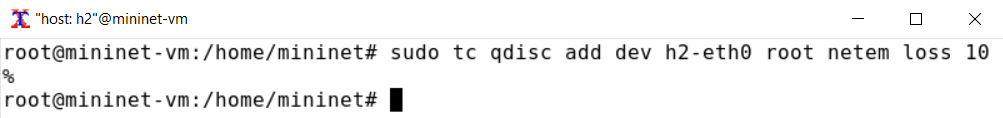 "host: h2"@mininet-vm
root@mininet-vm:/home/mininet# sudo tc qdisc add dev h2-eth0 root netem loss 10
%
root@mininet-vm:/home/mininet#